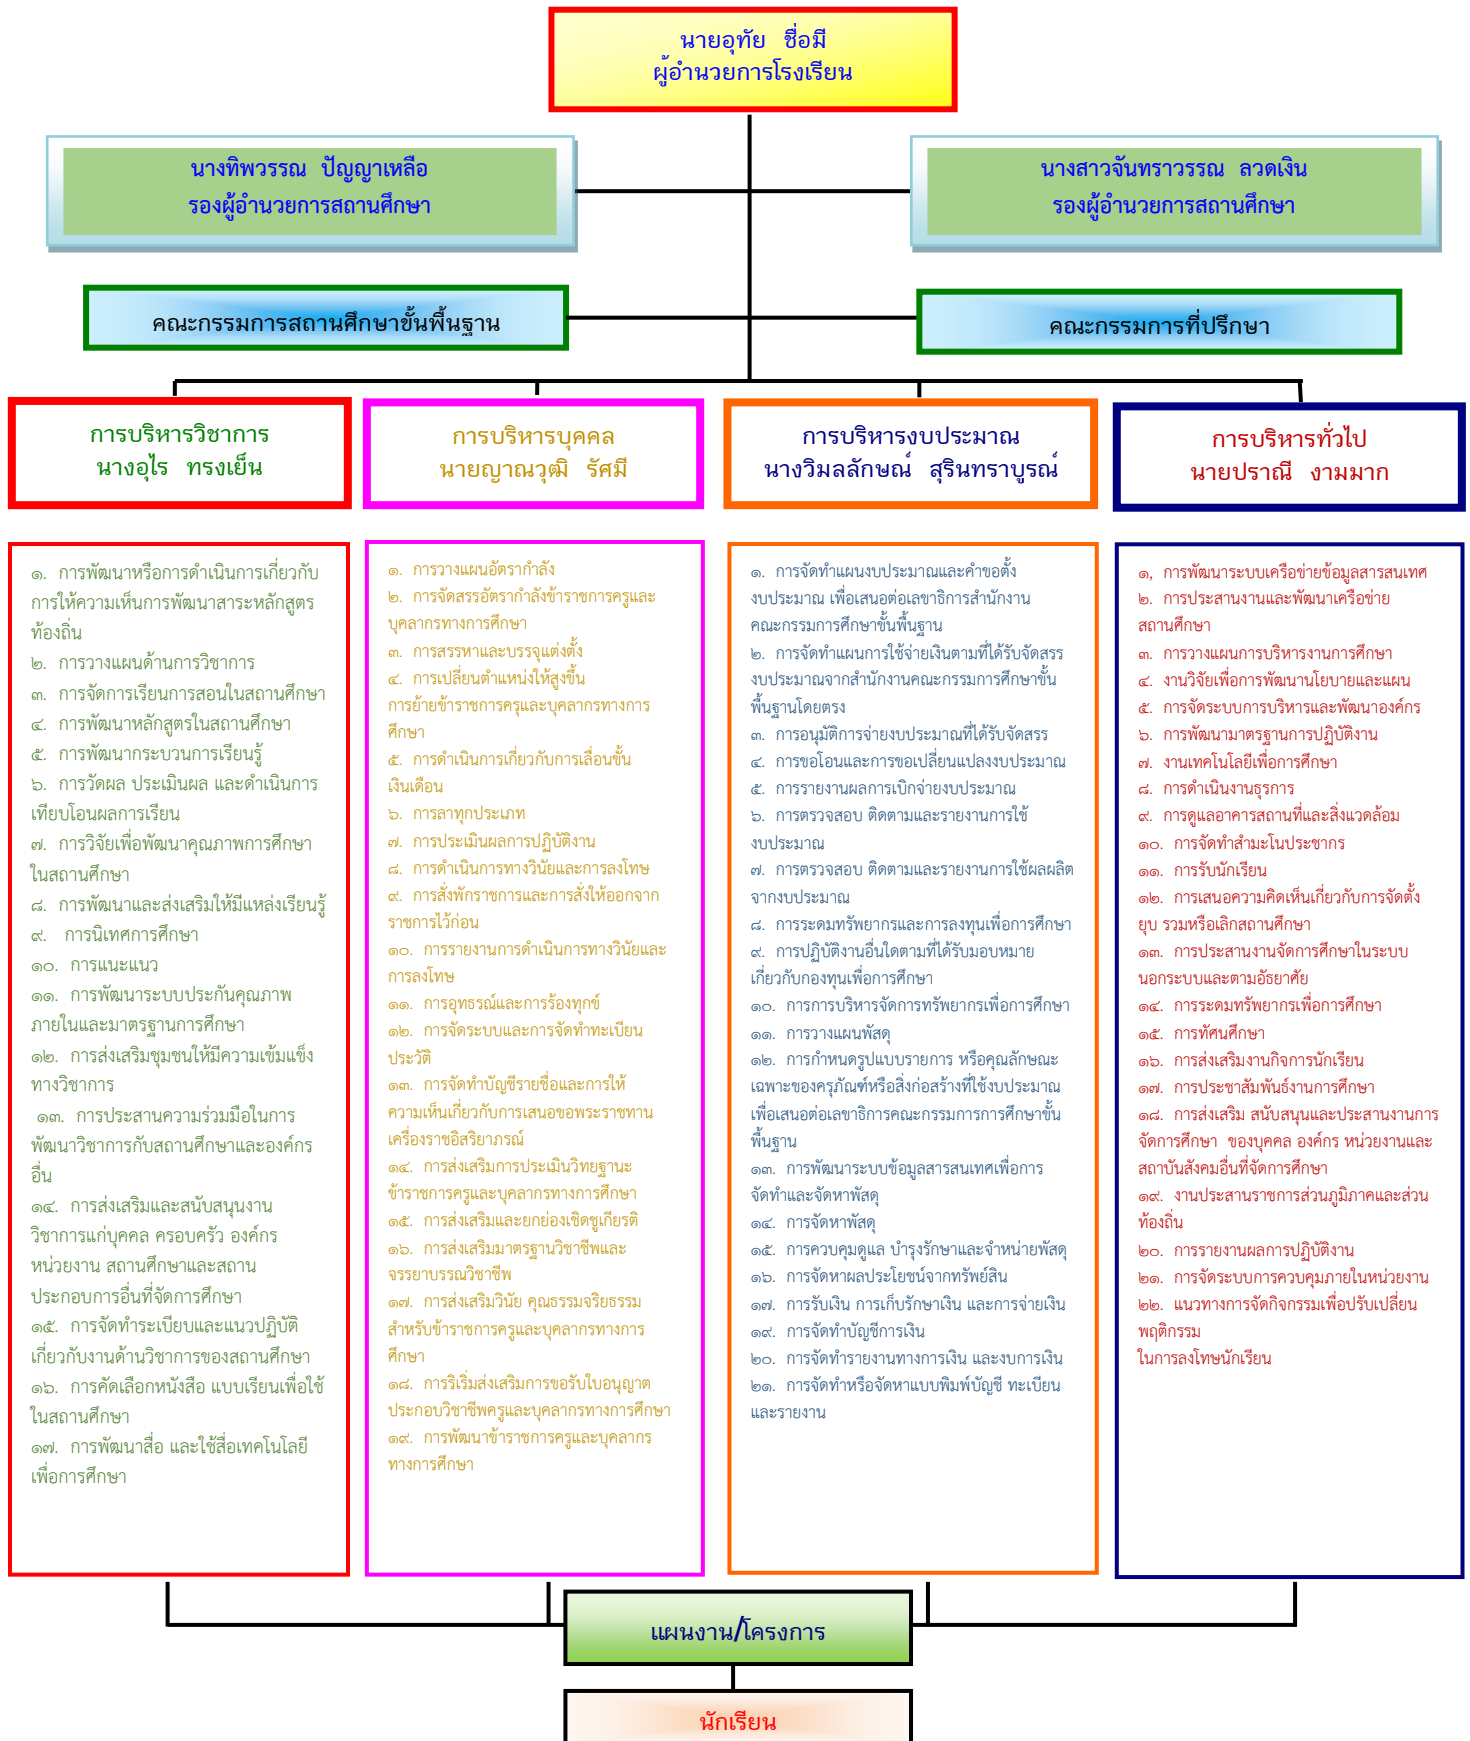 นายอุทัย ชื่อมี
ผู้อำนวยการโรงเรียน
นางทิพวรรณ ปัญญาเหลือ
รองผู้อำนวยการสถานศึกษา
นางสาวจันทราวรรณ ลวดเงิน
รองผู้อำนวยการสถานศึกษา
คณะกรรมการสถานศึกษาขั้นพื้นฐาน
คณะกรรมการที่ปรึกษา
การบริหารวิชาการ
นางอุไร ทรงเย็น
การบริหารบุคคล
นายญาณวุฒิ รัศมี
การบริหารงบประมาณ
นางวิมลลักษณ์ สุรินทราบูรณ์
การบริหารทั่วไป
นายปราณี งามมาก
๑. การพัฒนาหรือการดำเนินการเกี่ยวกับ
การให้ความเห็นการพัฒนาสาระหลักสูตร
ท้องถิ่น
๒. การวางแผนด้านการวิชาการ
๓. การจัดการเรียนการสอนในสถานศึกษา
๔. การพัฒนาหลักสูตรในสถานศึกษา
๕. การพัฒนากระบวนการเรียนรู้
๖. การวัดผล ประเมินผล และดำเนินการ
เทียบโอนผลการเรียน
๗. การวิจัยเพื่อพัฒนาคุณภาพการศึกษา
ในสถานศึกษา
๘. การพัฒนาและส่งเสริมให้มีแหล่งเรียนรู้
๙. การนิเทศการศึกษา
๑๐. การแนะแนว
๑๑. การพัฒนาระบบประกันคุณภาพ
ภายในและมาตรฐานการศึกษา
๑๒. การส่งเสริมชุมชนให้มีความเข้มแข็ง
ทางวิชาการ
๑๓. การประสานความร่วมมือในการ
พัฒนาวิชาการกับสถานศึกษาและองค์กร
อื่น
๑๔. การส่งเสริมและสนับสนุนงาน
วิชาการแก่บุคคล ครอบครัว องค์กร
หน่วยงาน สถานศึกษาและสถาน
ประกอบการอื่นที่จัดการศึกษา
๑๕. การจัดทำระเบียบและแนวปฏิบัติ
เกี่ยวกับงานด้านวิชาการของสถานศึกษา
๑๖. การคัดเลือกหนังสือ แบบเรียนเพื่อใช้
ในสถานศึกษา
๑๗. การพัฒนาสื่อ และใช้สื่อเทคโนโลยี
เพื่อการศึกษา
๑. การวางแผนอัตรากำลัง
๒. การจัดสรรอัตรากำลังข้าราชการครูและ
บุคลากรทางการศึกษา
๓. การสรรหาและบรรจุแต่งตั้ง
๔. การเปลี่ยนตำแหน่งให้สูงขึ้น
การย้ายข้าราชการครุและบุคลากรทางการ
ศึกษา
๕. การดำเนินการเกี่ยวกับการเลื่อนขั้น
เงินเดือน
๖. การลาทุกประเภท
๗. การประเมินผลการปฏิบัติงาน
๘. การดำเนินการทางวินัยและการลงโทษ
๙. การสั่งพักราชการและการสั่งให้ออกจาก
ราชการไว้ก่อน
๑๐. การรายงานการดำเนินการทางวินัยและ
การลงโทษ
๑๑. การอุทธรณ์และการร้องทุกข์
๑๒. การจัดระบบและการจัดทำทะเบียน
ประวัติ
๑๓. การจัดทำบัญชีรายชื่อและการให้
ความเห็นเกี่ยวกับการเสนอขอพระราชทาน
เครื่องราชอิสริยาภรณ์
๑๔. การส่งเสริมการประเมินวิทยฐานะ
ข้าราชการครูและบุคลากรทางการศึกษา
๑๕. การส่งเสริมและยกย่องเชิดชูเกียรติ
๑๖. การส่งเสริมมาตรฐานวิชาชีพและ
จรรยาบรรณวิชาชีพ
๑๗. การส่งเสริมวินัย คุณธรรมจริยธรรม
สำหรับข้าราชการครูและบุคลากรทางการ
ศึกษา
๑๘. การริเริ่มส่งเสริมการขอรับใบอนุญาต
ประกอบวิชาชีพครูและบุคลากรทางการศึกษา
๑๙. การพัฒนาข้าราชการครูและบุคลากร
ทางการศึกษา
๑. การจัดทำแผนงบประมาณและคำขอตั้ง
งบประมาณ เพื่อเสนอต่อเลขาธิการสำนักงาน
คณะกรรมการการศึกษาขั้นพื้นฐาน
๒. การจัดทำแผนการใช้จ่ายเงินตามที่ได้รับจัดสรร
งบประมาณจากสำนักงานคณะกรรมการการศึกษาขั้น
พื้นฐานโดยตรง
๓. การอนุมัติการจ่ายงบประมาณที่ได้รับจัดสรร
๔. การขอโอนและการขอเปลี่ยนแปลงงบประมาณ
๕. การรายงานผลการเบิกจ่ายงบประมาณ
๖. การตรวจสอบ ติดตามและรายงานการใช้
งบประมาณ
๗. การตรวจสอบ ติดตามและรายงานการใช้ผลผลิต
จากงบประมาณ
๘. การระดมทรัพยากรและการลงทุนเพื่อการศึกษา
๙. การปฏิบัติงานอื่นใดตามที่ได้รับมอบหมาย
เกี่ยวกับกองทุนเพื่อการศึกษา
๑๐. การการบริหารจัดการทรัพยากรเพื่อการศึกษา
๑๑. การวางแผนพัสดุ
๑๒. การกำหนดรูปแบบรายการ หรือคุณลักษณะ
เฉพาะของครุภัณฑ์หรือสิ่งก่อสร้างที่ใช้งบประมาณ
เพื่อเสนอต่อเลขาธิการคณะกรรมการการศึกษาขั้น
พื้นฐาน
๑๓. การพัฒนาระบบข้อมูลสารสนเทศเพื่อการ
จัดทำและจัดหาพัสดุ
๑๔. การจัดหาพัสดุ
๑๕. การควบคุมดูแล บำรุงรักษาและจำหน่ายพัสดุ
๑๖. การจัดหาผลประโยชน์จากทรัพย์สิน
๑๗. การรับเงิน การเก็บรักษาเงิน และการจ่ายเงิน
๑๙. การจัดทำบัญชีการเงิน
๒๐. การจัดทำรายงานทางการเงิน และงบการเงิน
๒๑. การจัดทำหรือจัดหาแบบพิมพ์บัญชี ทะเบียน
และรายงาน
๑, การพัฒนาระบบเครือข่ายข้อมูลสารสนเทศ
๒. การประสานงานและพัฒนาเครือข่าย
สถานศึกษา
๓. การวางแผนการบริหารงานการศึกษา
๔. งานวิจัยเพื่อการพัฒนานโยบายและแผน
๕. การจัดระบบการบริหารและพัฒนาองค์กร
๖. การพัฒนามาตรฐานการปฏิบัติงาน
๗. งานเทคโนโลยีเพื่อการศึกษา
๘. การดำเนินงานธุรการ
๙. การดูแลอาคารสถานที่และสิ่งแวดล้อม
๑๐. การจัดทำสำมะโนประชากร
๑๑. การรับนักเรียน
๑๒. การเสนอความคิดเห็นเกี่ยวกับการจัดตั้ง
ยุบ รวมหรือเลิกสถานศึกษา
๑๓. การประสานงานจัดการศึกษาในระบบ
นอกระบบและตามอัธยาศัย
๑๔. การระดมทรัพยากรเพื่อการศึกษา
๑๕. การทัศนศึกษา
๑๖. การส่งเสริมงานกิจการนักเรียน
๑๗. การประชาสัมพันธ์งานการศึกษา
๑๘. การส่งเสริม สนับสนุนและประสานงานการ
จัดการศึกษา ของบุคคล องค์กร หน่วยงานและ
สถาบันสังคมอื่นที่จัดการศึกษา
๑๙. งานประสานราชการส่วนภูมิภาคและส่วน
ท้องถิ่น
๒๐. การรายงานผลการปฏิบัติงาน
๒๑. การจัดระบบการควบคุมภายในหน่วยงาน
๒๒. แนวทางการจัดกิจกรรมเพื่อปรับเปลี่ยน
พฤติกรรม
ในการลงโทษนักเรียน
แผนงาน/โครงการ
นักเรียน